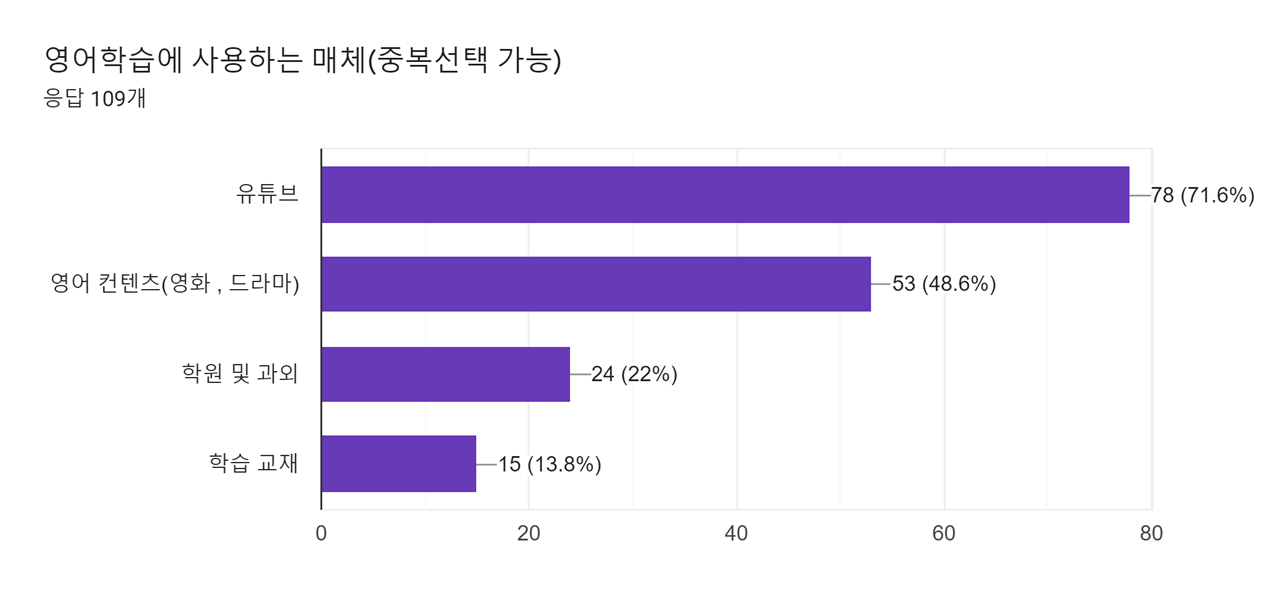 영어학습에 사용하는 매체(중복선택 가능)
응답 109개
유튜브
78 (71.6%)
영어 컨텐츠(영화 , 드라마)
53 (48.6%)
학원 및 과외
24 (22%)
학습 교재
15 (13.8%)
0 20 40 60 80